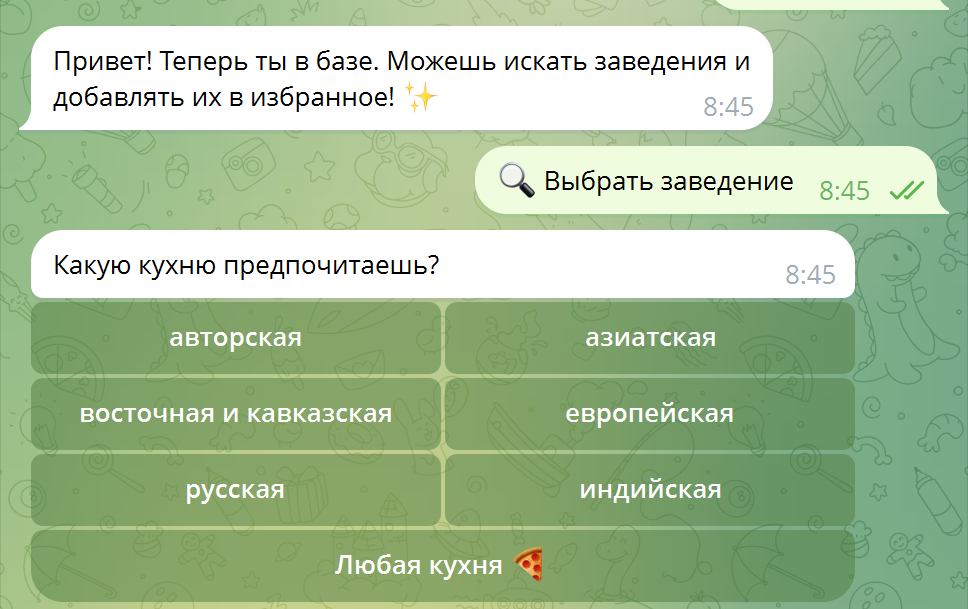 Привет! Теперь ты в базе. Можешь искать заведения и
добавлять их в избранное! ✨
8:45
🔍 Выбрать заведение 8:45
Какую кухню предпочитаешь?
8:45
авторская
азиатская
восточная и кавказская
европейская
русская
индийская
Любая кухня 🍕